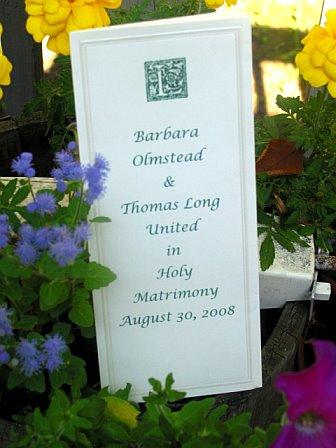 L
Barbara
Olmstead
&
Thomas Long
United
in
Holy
Matrimony
August 30, 2008